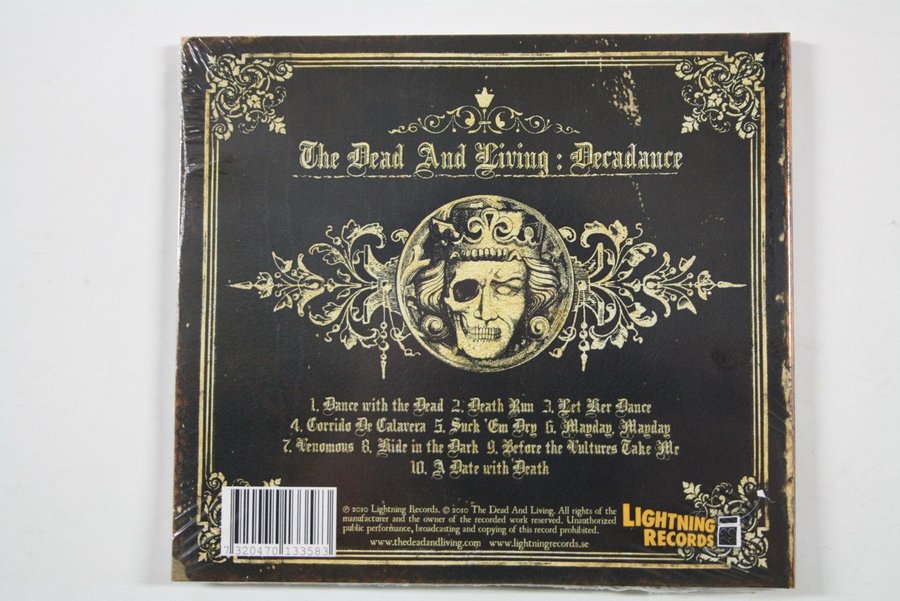 The Dead And Living : Decadance
1. Dance with the Dead 2. Death Run 3. Let Her Dance
4. Corrido De Calavera 5. Suck 'Em Dry 6. Mayday, Mayday
7. Venomous 8. Hide in the Dark 9. Before the Vultures Take Me
10. A Date with Death
℗ 2010 Lightning Records. © 2010 The Dead And Living. All rights of the
manufacturer and the owner of the recorded work reserved. Unauthorized
public performance, broadcasting and copying of this record prohibited.
www.thedeadandliving.com www.lightningrecords.se
LIGHTNING
RECORDS
7 320470 133583